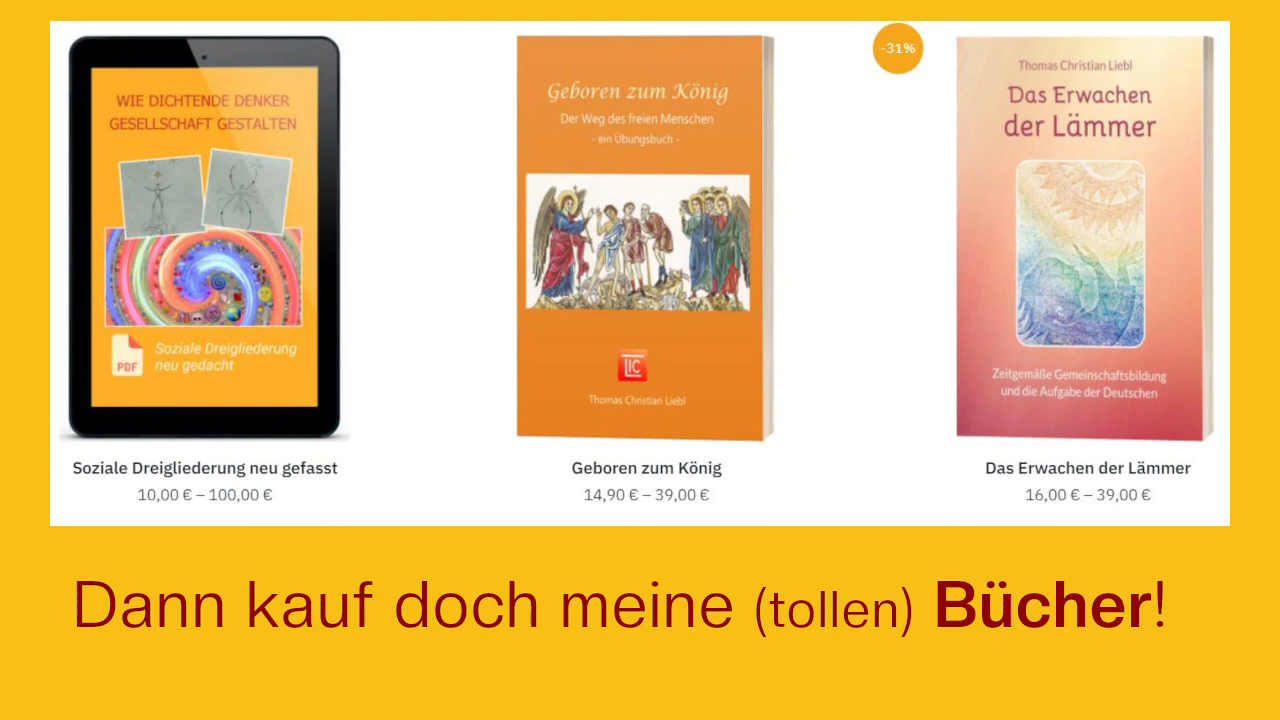 WIE DICHTENDE DENKER
GESELLSCHAFT GESTALTEN
PDF
Soziale Dreigliederung
neu gedacht
Soziale Dreigliederung neu gefasst
10,00 € – 100,00 €
Geboren zum König
Der Weg des freien Menschen
- ein Übungsbuch -
Thomas Christian Liebl
Geboren zum König
14,90 € – 39,00 €
-31%
Thomas Christian Liebl
Das Erwachen
der Lämmer
Zeitgemäße Gemeinschaftsbildung
und die Aufgabe der Deutschen
Das Erwachen der Lämmer
16,00 € – 39,00 €
Dann kauf doch meine (tollen) Bücher!